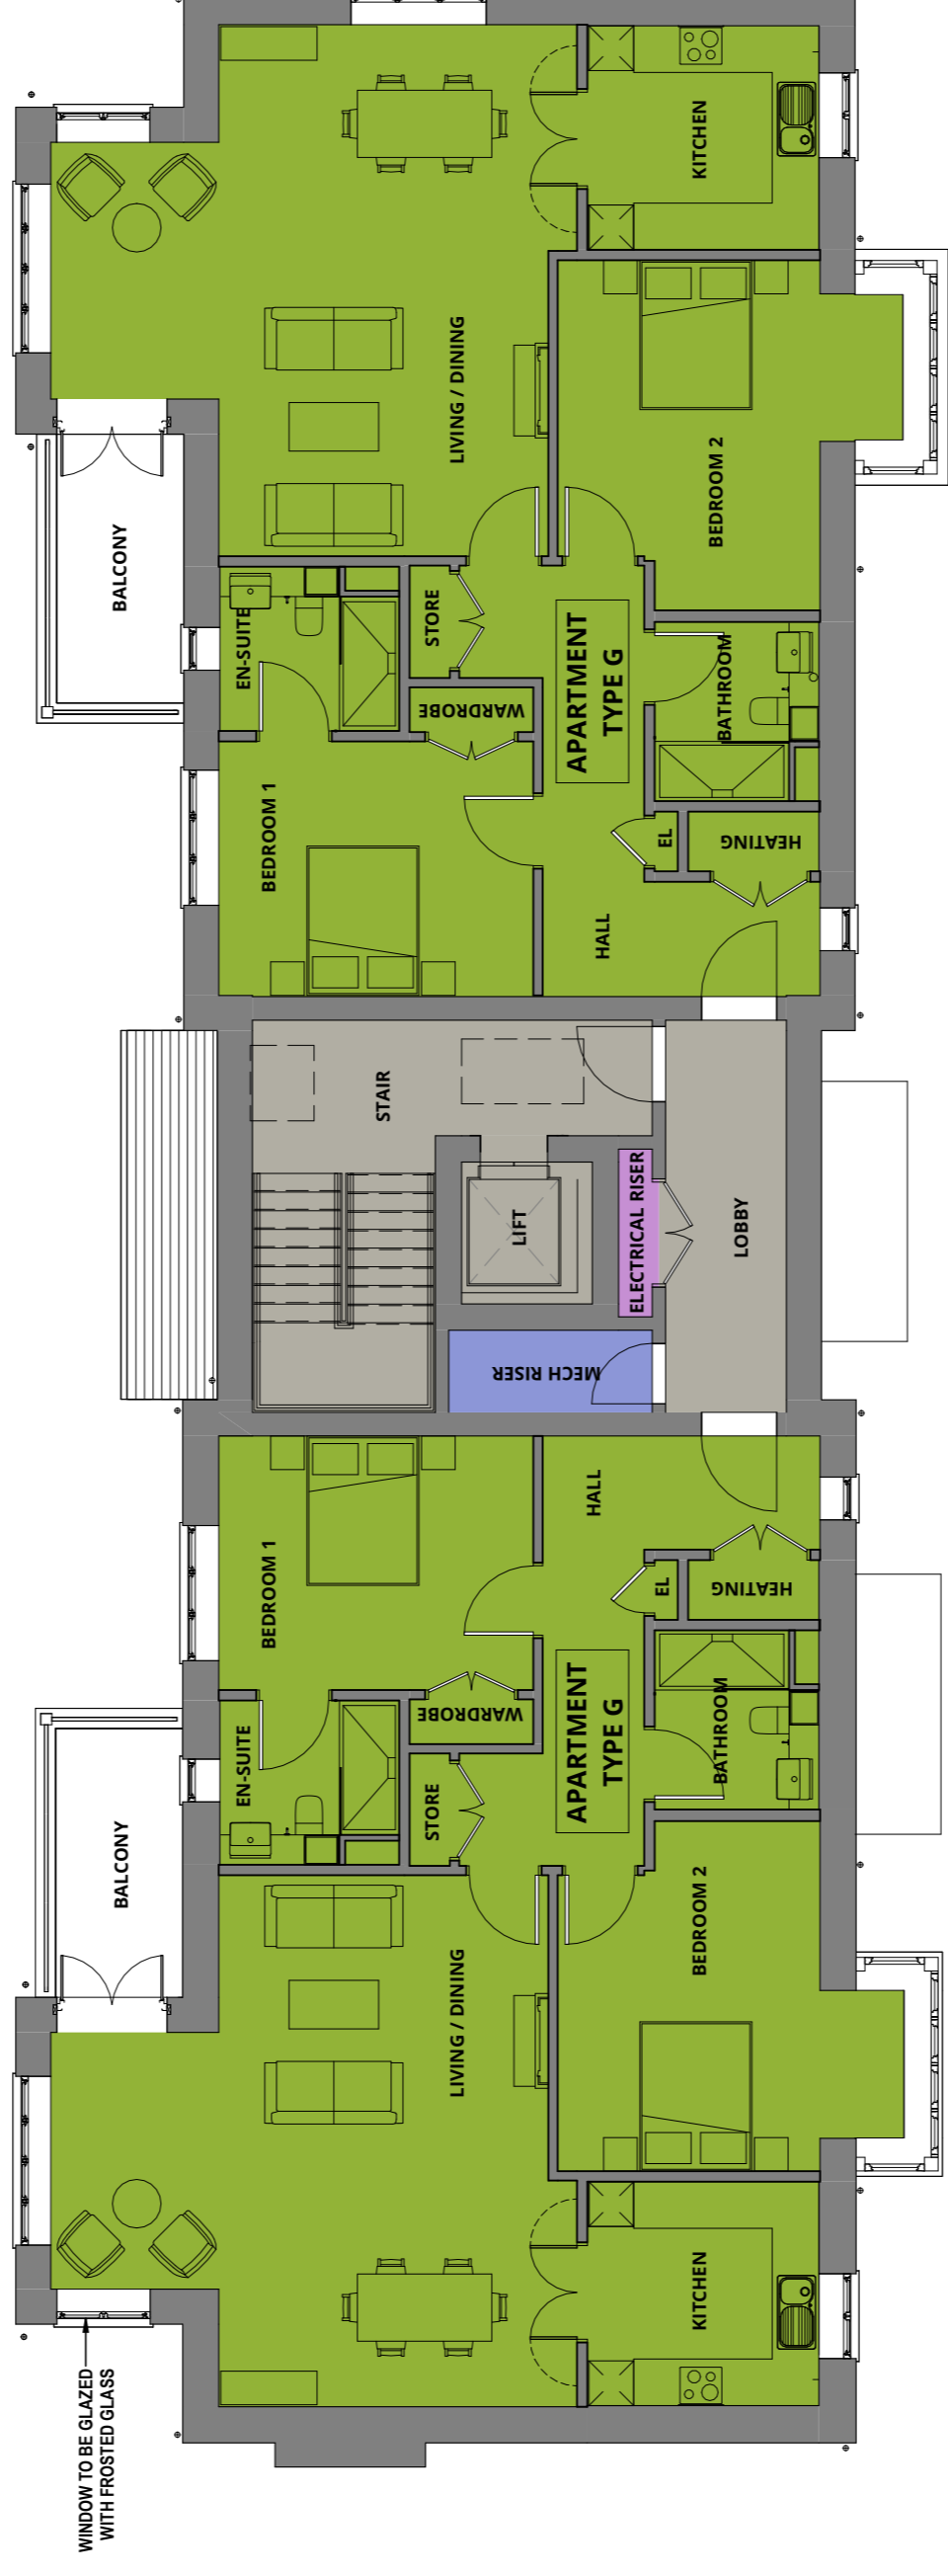 KITCHEN
LIVING / DINING
BALCONY
BEDROOM 2
EN-SUITE
STORE
APARTMENT
TYPE G
BATHROOM
WARDROBE
BEDROOM 1
EL
HEATING
HALL
STAIR
LIFT
ELECTRICAL RISER
LOBBY
MECH RISER
HALL
BEDROOM 1
EL
HEATING
WARDROBE
APARTMENT
TYPE G
BATHROOM
EN-SUITE
STORE
BALCONY
BEDROOM 2
LIVING / DINING
KITCHEN
WINDOW TO BE GLAZED
WITH FROSTED GLASS